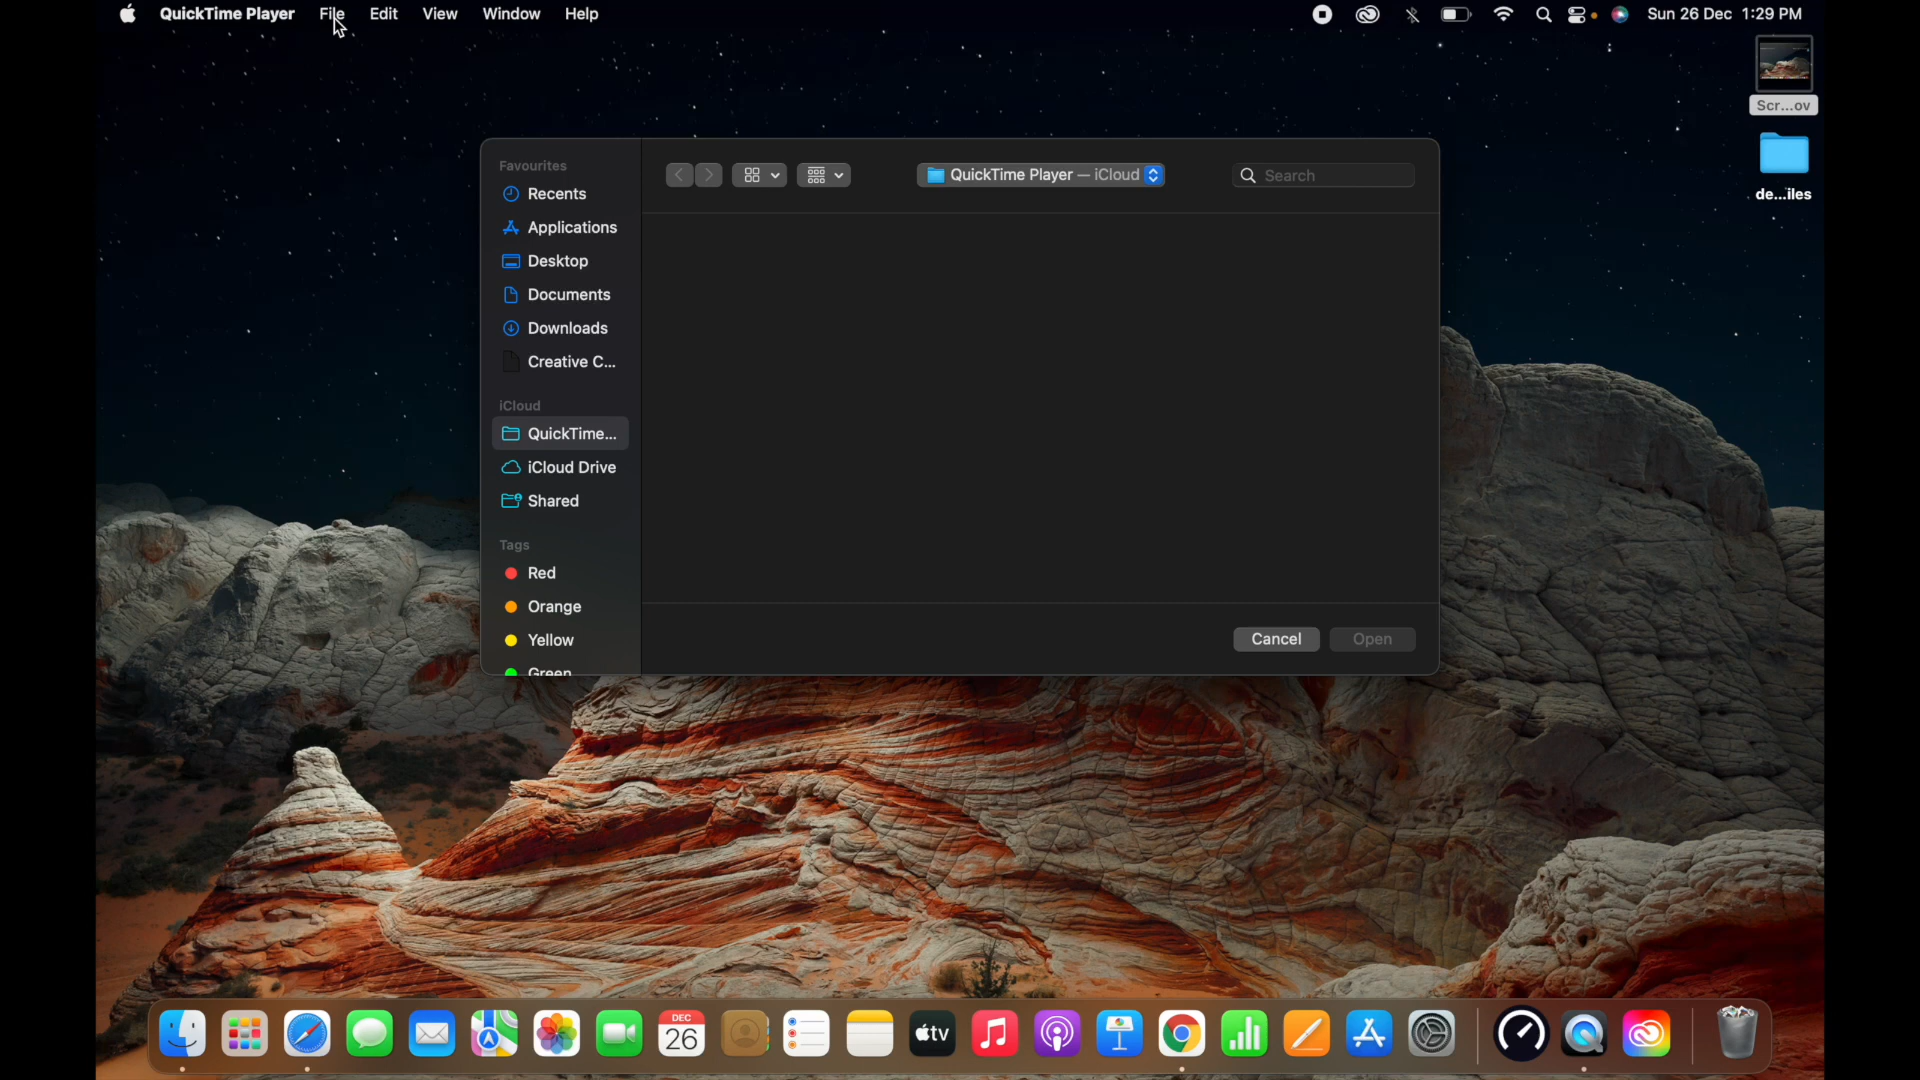 QuickTime Player File Edit View Window Help Sun 26 Dec 1:29 PM
Scr...ov
de...iles
Favourites
Recents
Applications
Desktop
Documents
Downloads
Creative C...
iCloud
QuickTime...
iCloud Drive
Shared
Tags
Red
Orange
Yellow
Green
QuickTime Player — iCloud
Search
Cancel Open
DEC
26
tv